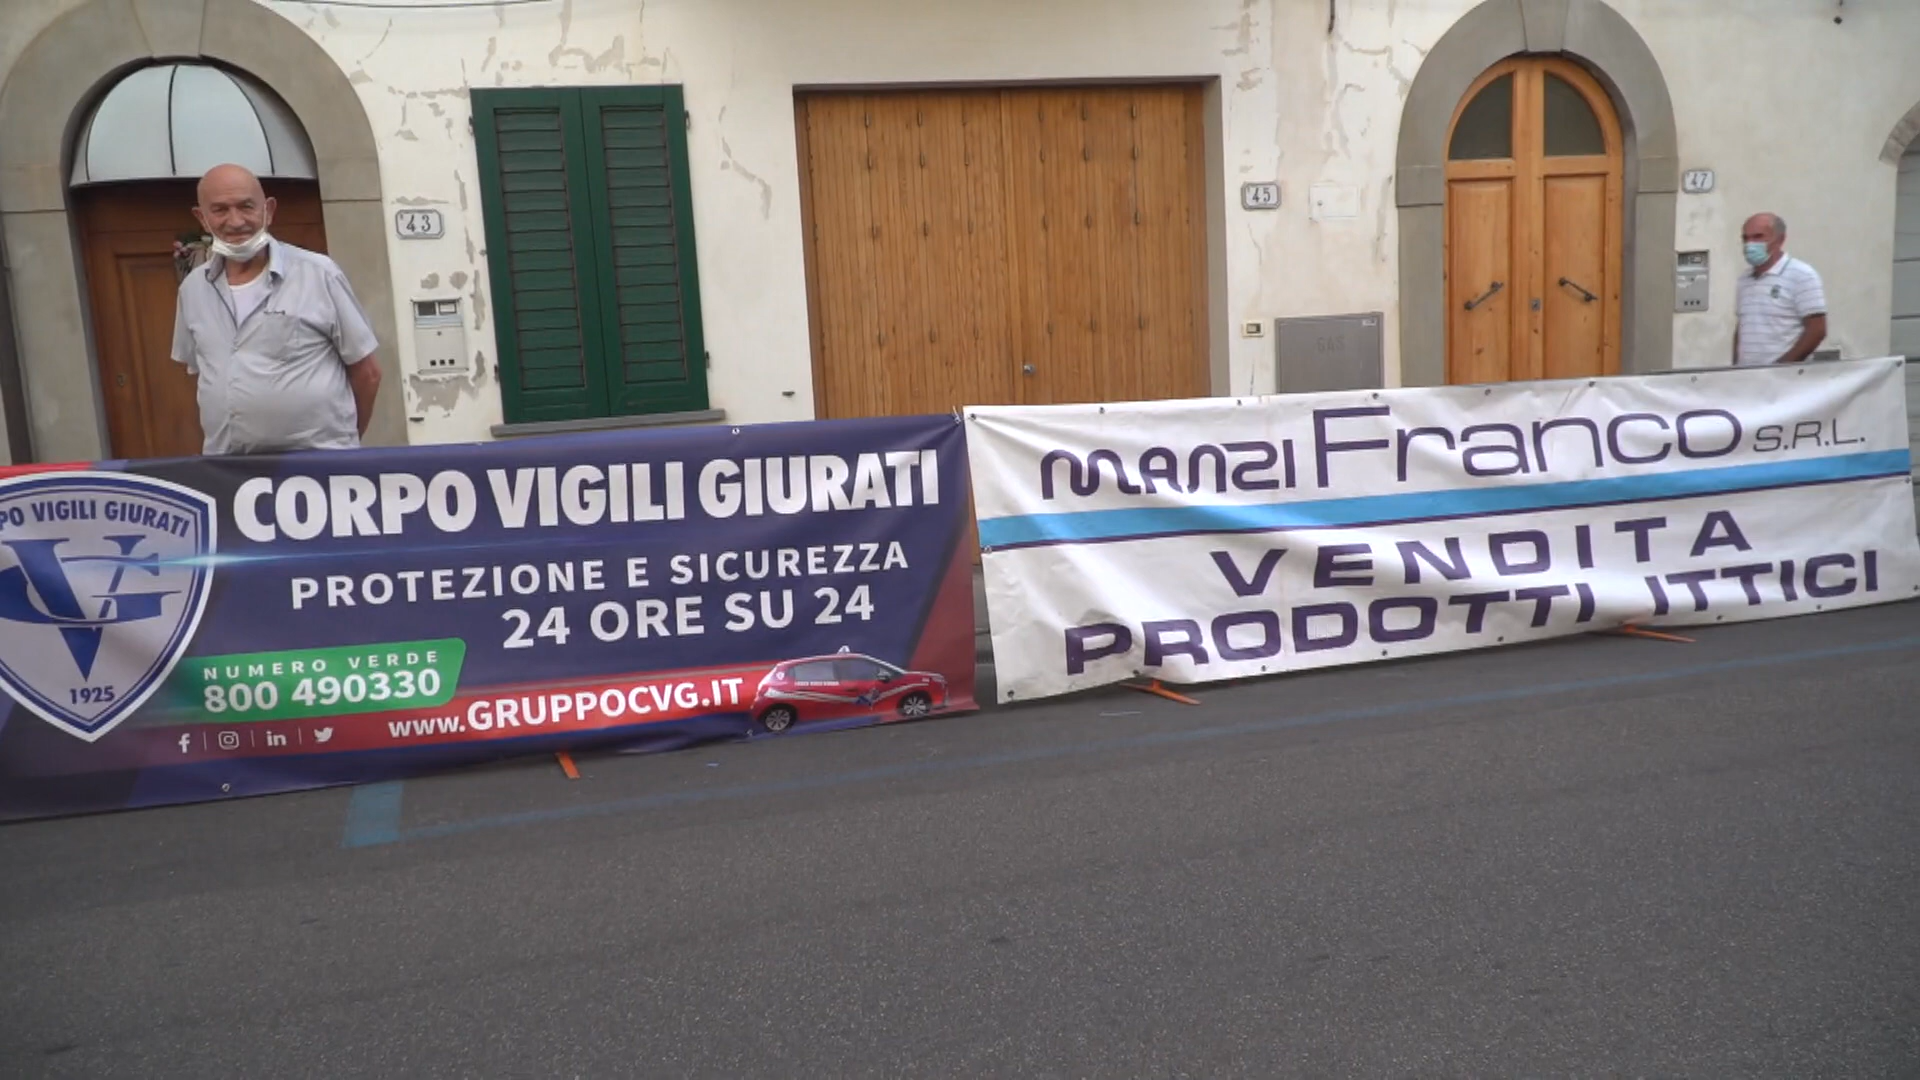 '43
'45
47
GAS
CORPO VIGILI GIURATI
PROTEZIONE E SICUREZZA
24 ORE SU 24
NUMERO VERDE
800 490330
www.GRUPPOCVG.IT
PO VIGILI GIURATI
VG
1925
MANZI Franco S.R.L.
VENDITA
PRODOTTI ITTICI